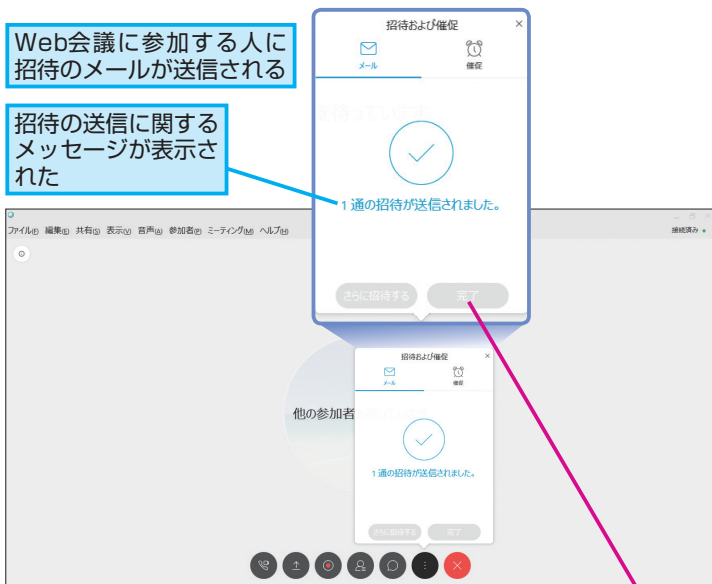 Web会議に参加する人に
招待のメールが送信される
招待の送信に関する
メッセージが表示さ
れた
招待および催促 ×
メール 催促
を待っています
1 通の招待が送信されました。
さらに招待する 完了
ファイル(F) 編集(E) 共有(S) 表示(V) 音声(A) 参加者(P) ミーティング(M) ヘルプ(H)
接続済み
招待および催促 ×
メール 催促
他の参加者
1 通の招待が送信されました。
さらに招待する 完了